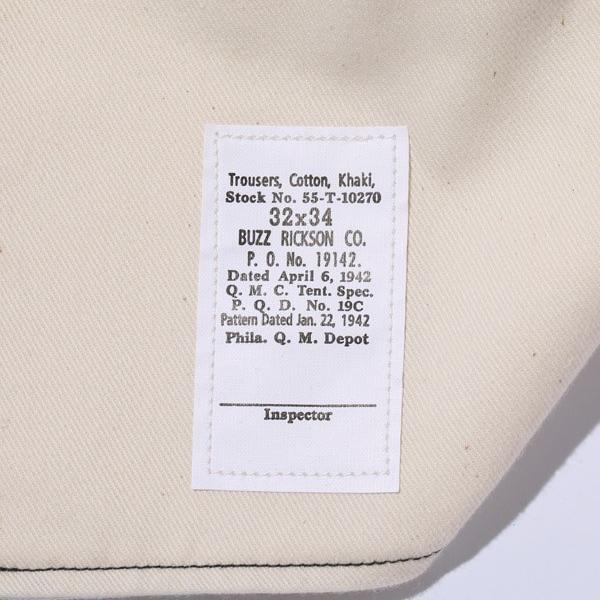 Trousers, Cotton, Khaki,
Stock No. 55-T-10270
32x34
BUZZ RICKSON CO.
P. O. No. 19142.
Dated April 6, 1942
Q. M. C. Tent. Spec.
P. Q. D. No. 19C
Pattern Dated Jan. 22, 1942
Phila. Q. M. Depot
Inspector